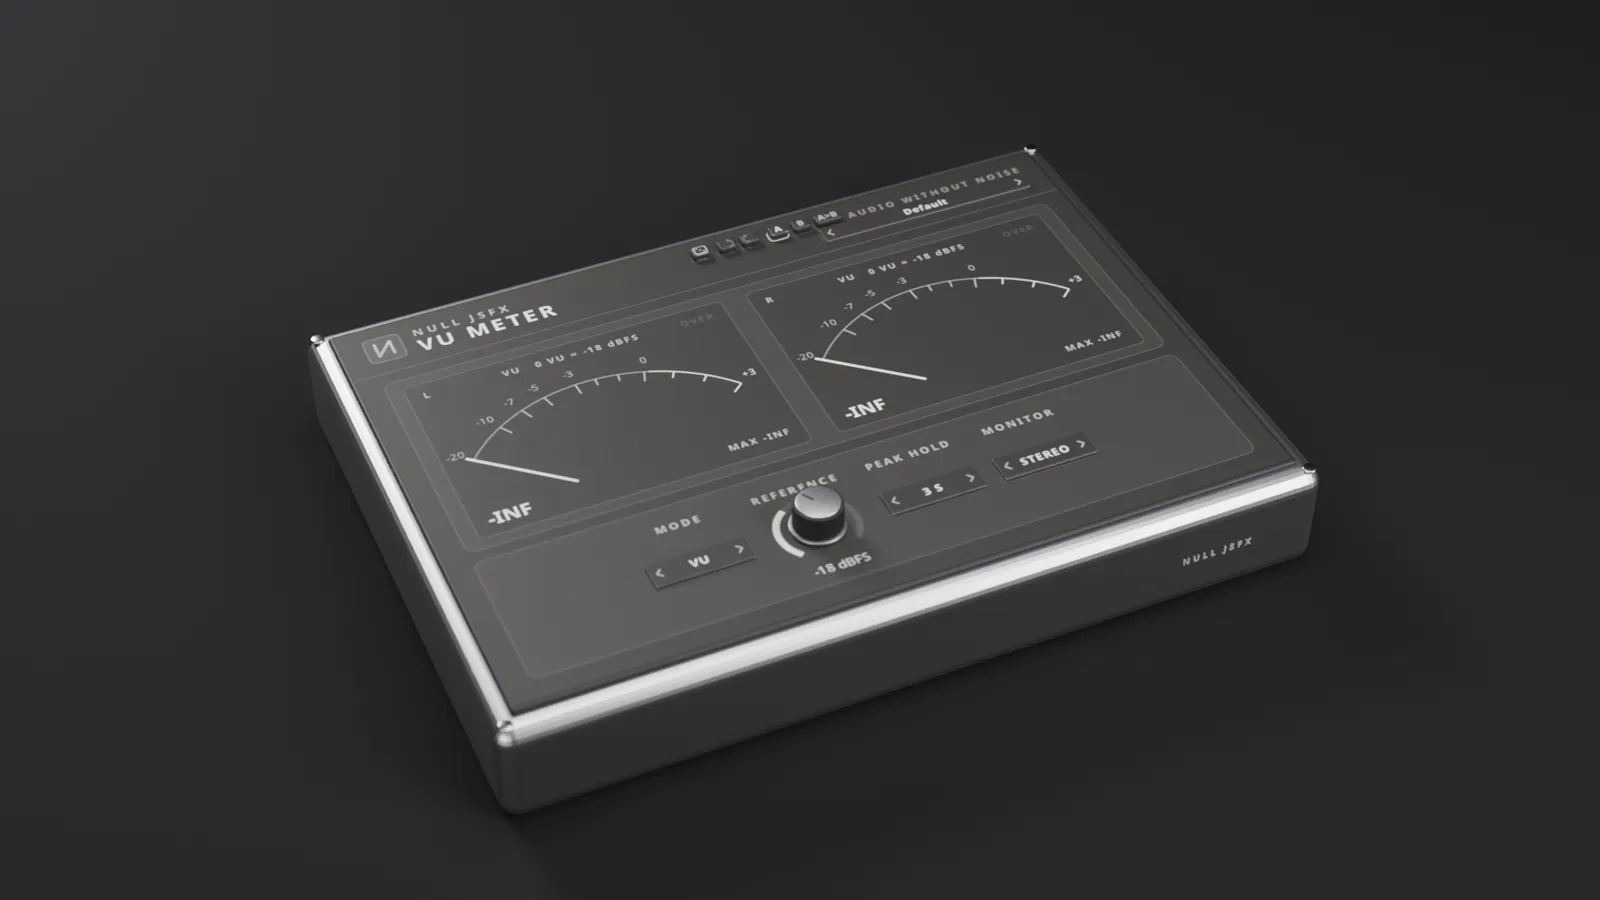 NULL JSFX
VU METER
A B A>B
AUDIO WITHOUT NOISE
< Default >
L
VU 0 VU = -18 dBFS
OVER
-20 -10 -7 -5 -3 0 +3
-INF
MAX -INF
R
VU 0 VU = -18 dBFS
OVER
-20 -10 -7 -5 -3 0 +3
-INF
MAX -INF
MODE
< VU >
REFERENCE
-18 dBFS
PEAK HOLD
< 3 S >
MONITOR
< STEREO >
NULL JSFX